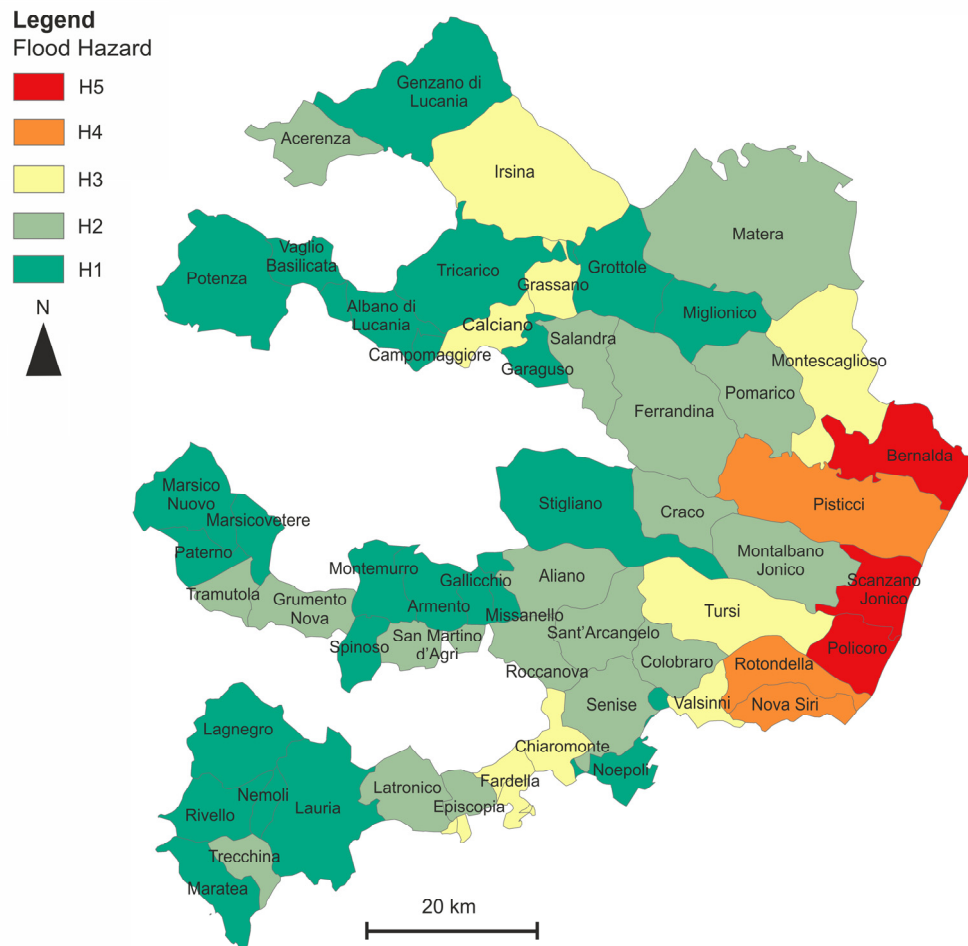 Legend
Flood Hazard
H5
H4
H3
H2
H1
N
Genzano di
Lucania
Acerenza
Irsina
Matera
Vaglio
Basilicata
Potenza
Tricarico
Grottole
Grassano
Albano di
Lucania
Miglionico
Calciano
Campomaggiore
Salandra
Garaguso
Montescaglioso
Pomarico
Ferrandina
Bernalda
Marsico
Nuovo
Stigliano
Pisticci
Craco
Marsicovetere
Paterno
Montalbano
Jonico
Montemurro
Gallicchio
Aliano
Scanzano
Jonico
Tramutola
Grumento
Nova
Armento
Missanello
Tursi
San Martino
d'Agri
Spinoso
Sant'Arcangelo
Policoro
Roccanova
Colobraro
Rotondella
Senise
Valsinni
Nova Siri
Lagnegro
Chiaromonte
Noepoli
Fardella
Nemoli
Latronico
Rivello
Lauria
Episcopia
Trecchina
Maratea
20 km